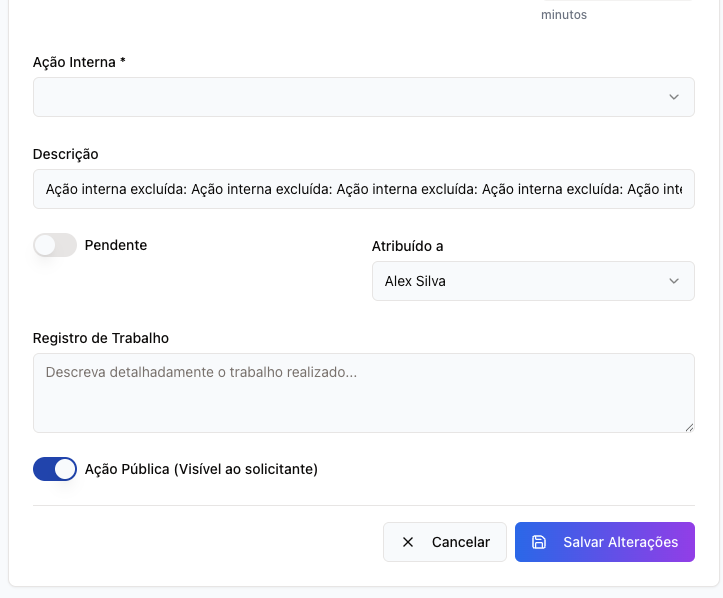 minutos
Ação Interna *
Descrição
Ação interna excluída: Ação interna excluída: Ação interna excluída: Ação interna excluída: Ação inte
Pendente
Atribuído a
Alex Silva
Registro de Trabalho
Descreva detalhadamente o trabalho realizado...
Ação Pública (Visível ao solicitante)
Cancelar
Salvar Alterações